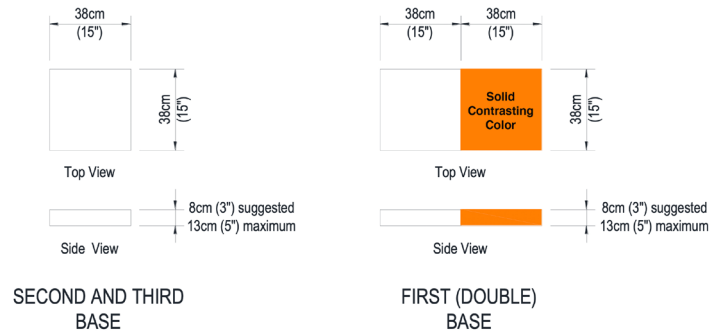 38cm
(15")
38cm
(15")
Top View
8cm (3") suggested
13cm (5") maximum
Side View
SECOND AND THIRD
BASE
38cm
(15")
38cm
(15")
Solid
Contrasting
Color
38cm
(15")
Top View
8cm (3") suggested
13cm (5") maximum
Side View
FIRST (DOUBLE)
BASE